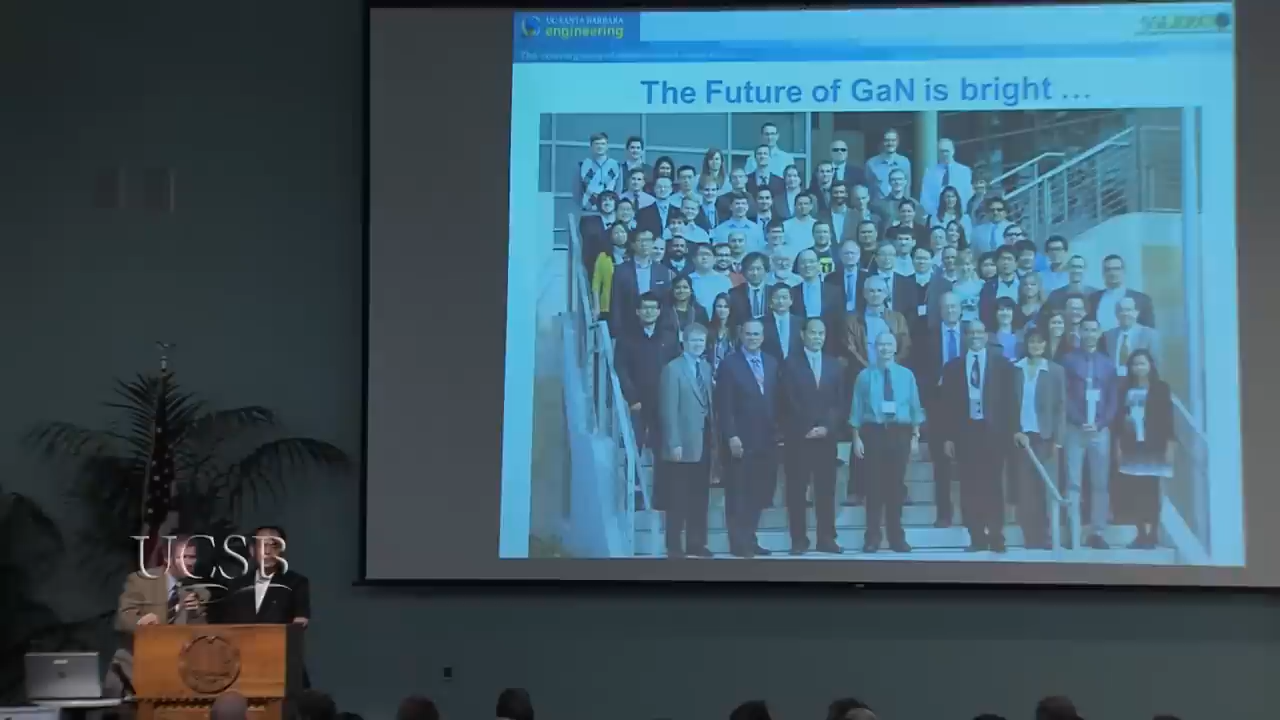 UC SANTA BARBARA
engineering
The Future of GaN is bright ...
UCSB